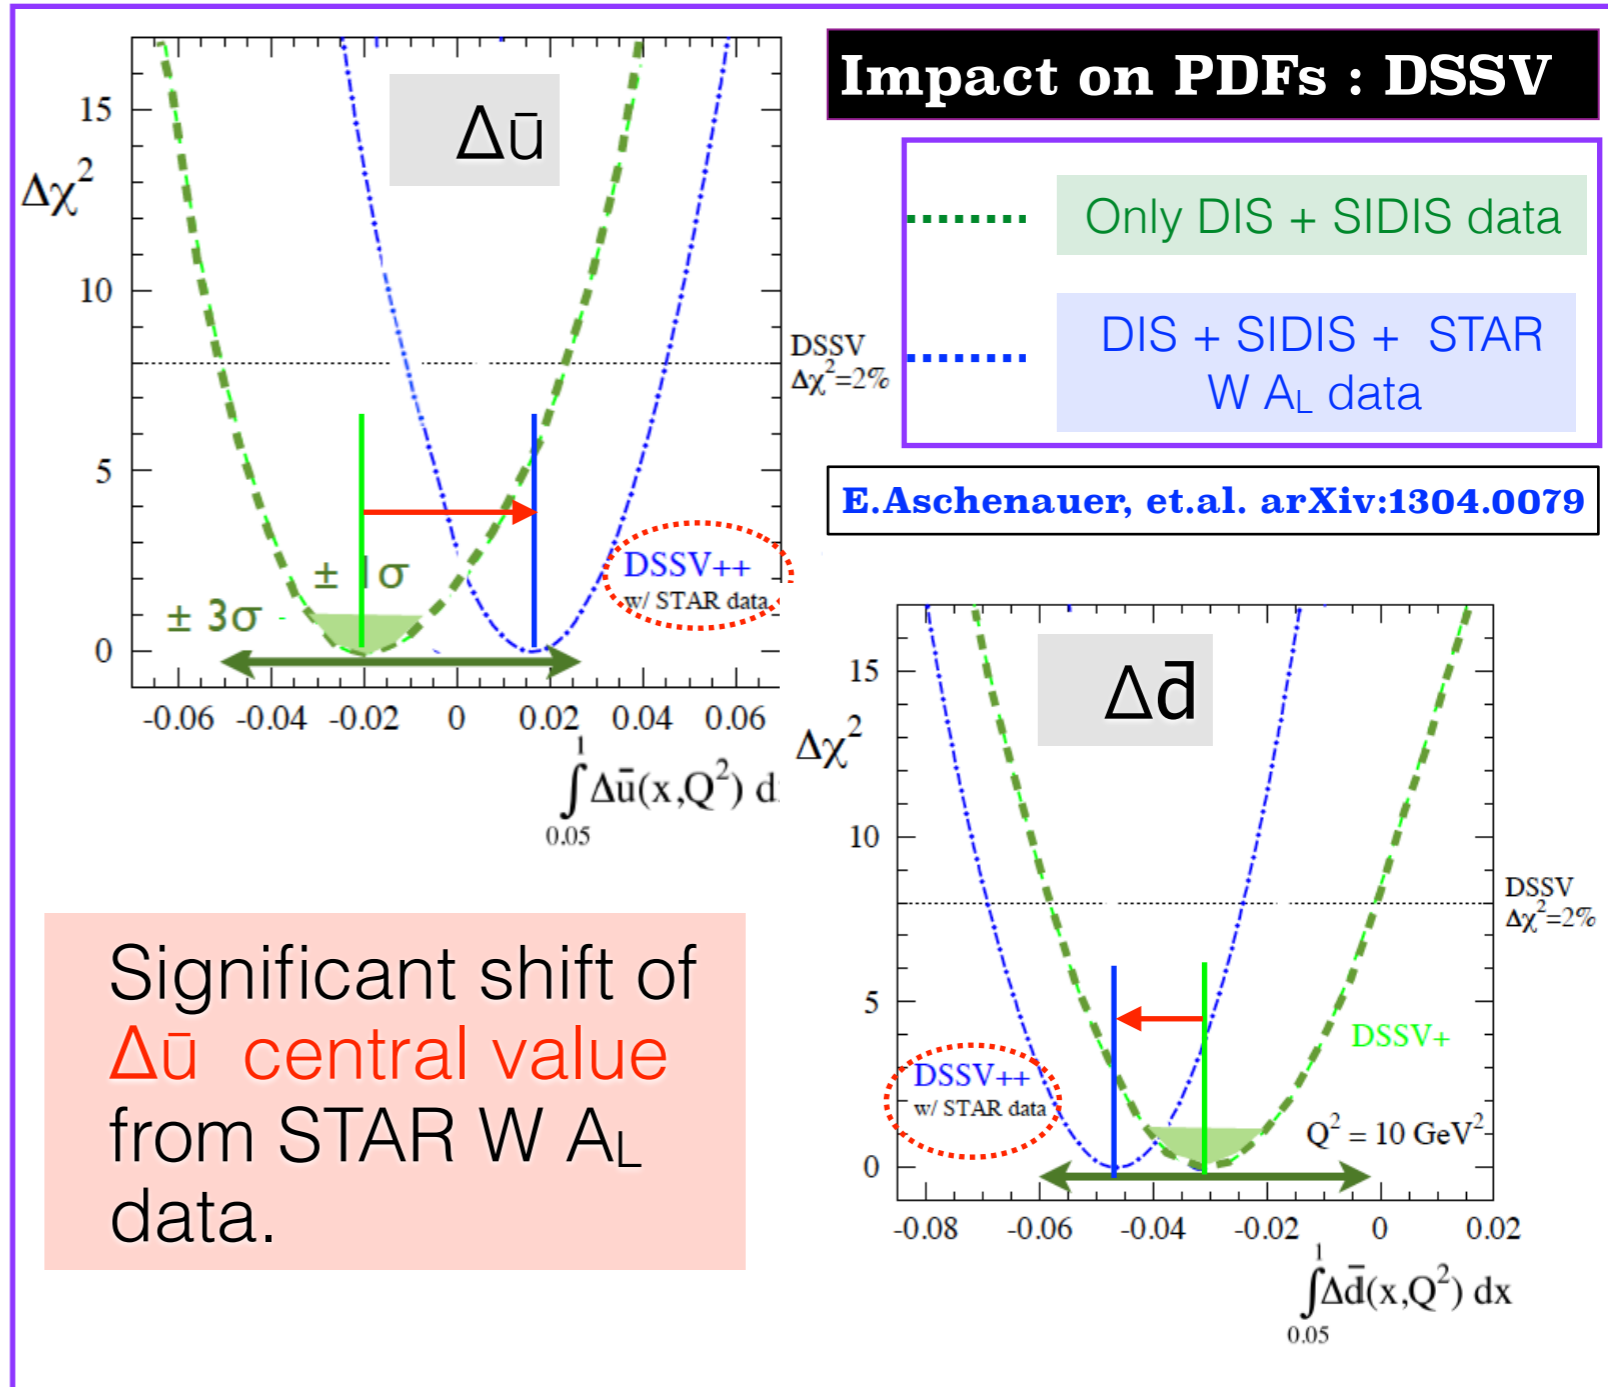 Impact on PDFs : DSSV
Only DIS + SIDIS data
DIS + SIDIS + STAR
W A_L data
E.Aschenauer, et.al. arXiv:1304.0079
Δū
Δχ²
15
10
5
0
DSSV
Δχ²=2%
± 1σ
± 3σ
DSSV++
w/ STAR data
-0.06 -0.04 -0.02 0 0.02 0.04 0.06
1
∫Δū(x,Q²) d
0.05
Δd̄
Δχ²
15
10
5
0
DSSV
Δχ²=2%
DSSV+
DSSV++
w/ STAR data
Q² = 10 GeV²
-0.08 -0.06 -0.04 -0.02 0 0.02
1
∫Δd̄(x,Q²) dx
0.05
Significant shift of
Δū central value
from STAR W A_L
data.